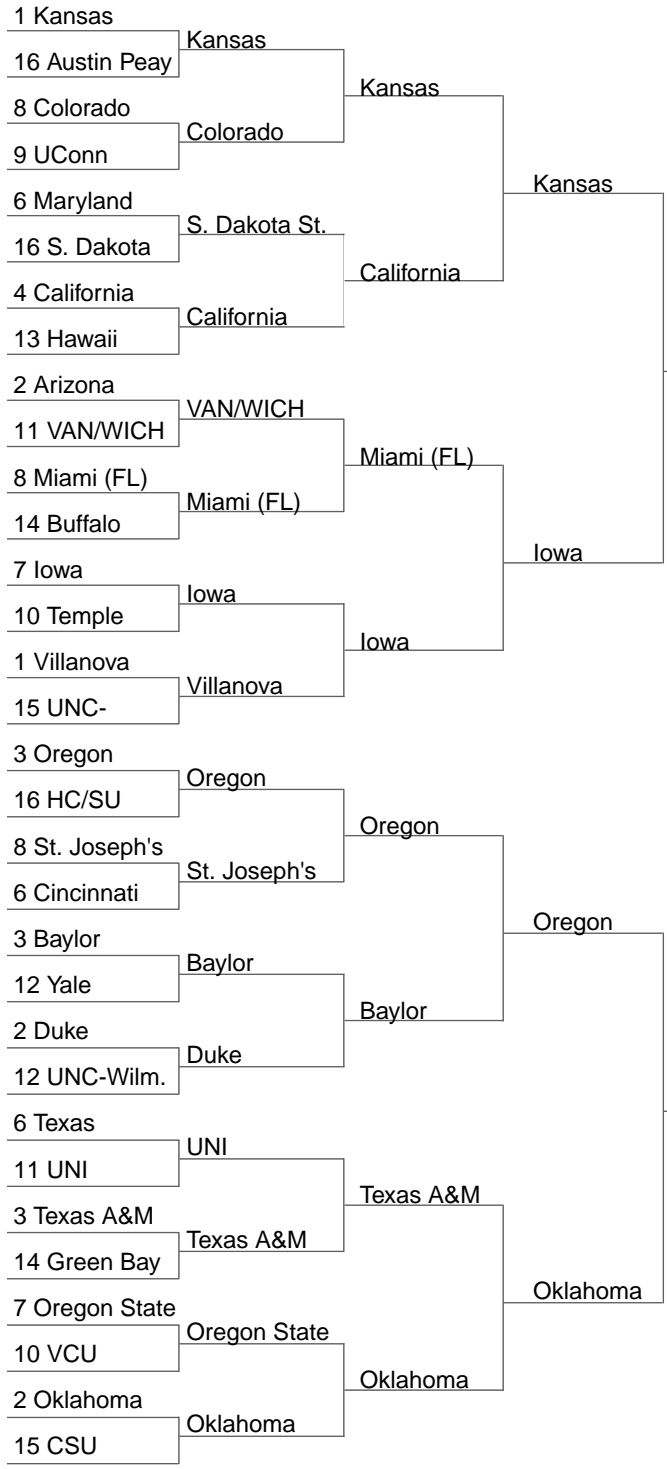 1 Kansas
16 Austin Peay
8 Colorado
9 UConn
6 Maryland
16 S. Dakota
4 California
13 Hawaii
2 Arizona
11 VAN/WICH
8 Miami (FL)
14 Buffalo
7 Iowa
10 Temple
1 Villanova
15 UNC-
3 Oregon
16 HC/SU
8 St. Joseph's
6 Cincinnati
3 Baylor
12 Yale
2 Duke
12 UNC-Wilm.
6 Texas
11 UNI
3 Texas A&M
14 Green Bay
7 Oregon State
10 VCU
2 Oklahoma
15 CSU
Kansas
Colorado
S. Dakota St.
California
VAN/WICH
Miami (FL)
Iowa
Villanova
Oregon
St. Joseph's
Baylor
Duke
UNI
Texas A&M
Oregon State
Oklahoma
Kansas
California
Miami (FL)
Iowa
Oregon
Baylor
Texas A&M
Oklahoma
Kansas
Iowa
Oregon
Oklahoma